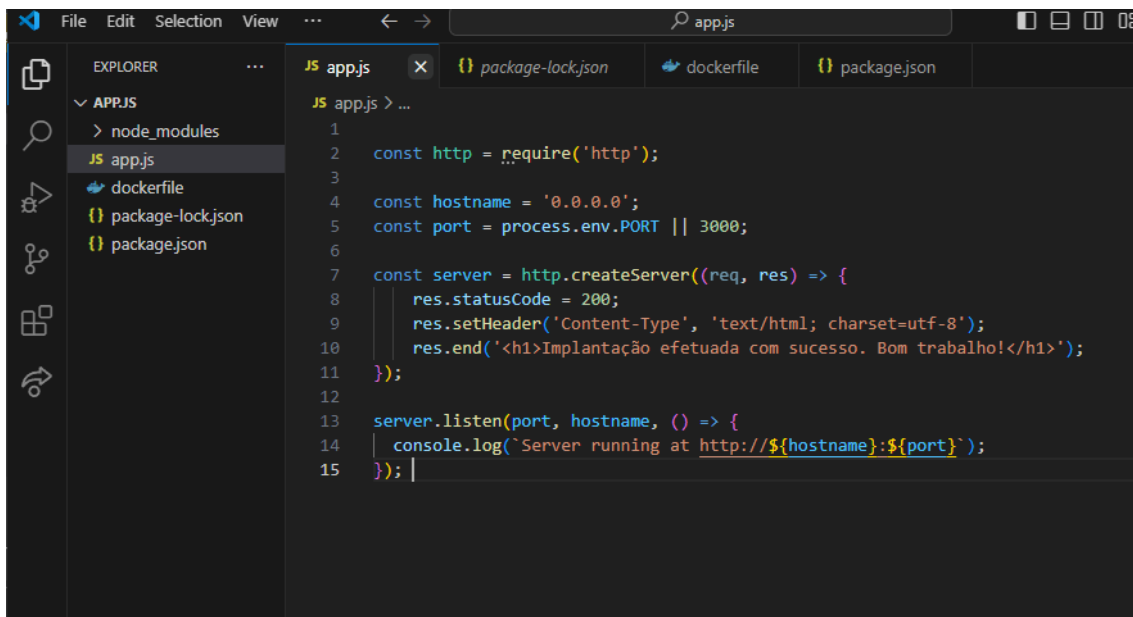 File Edit Selection View ··· ← → app.js
EXPLORER ···
APP.JS
node_modules
JS app.js
dockerfile
{} package-lock.json
{} package.json
JS app.js × {} package-lock.json dockerfile {} package.json
JS app.js > ...
1
2 const http = require('http');
3
4 const hostname = '0.0.0.0';
5 const port = process.env.PORT || 3000;
6
7 const server = http.createServer((req, res) => {
8 res.statusCode = 200;
9 res.setHeader('Content-Type', 'text/html; charset=utf-8');
10 res.end('<h1>Implantação efetuada com sucesso. Bom trabalho!</h1>');
11 });
12
13 server.listen(port, hostname, () => {
14 console.log(`Server running at http://${hostname}:${port}`);
15 });